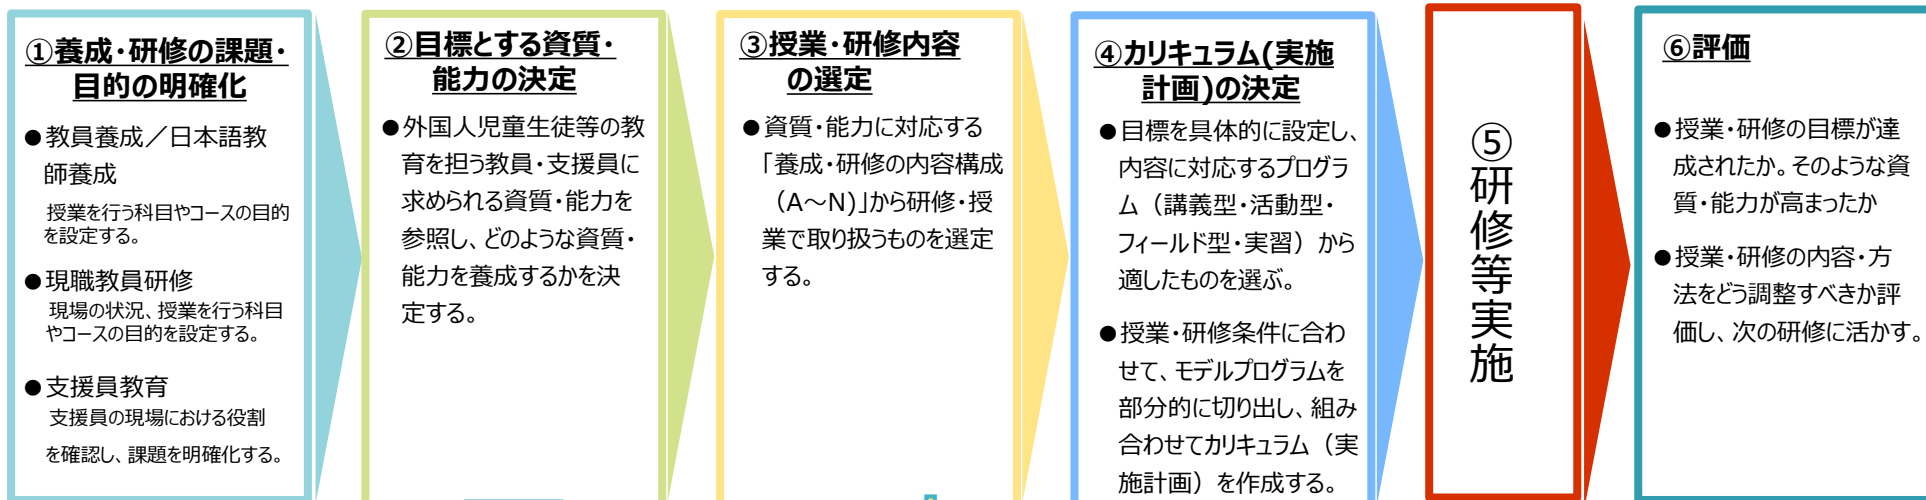 ①養成・研修の課題・
目的の明確化
●教員養成／日本語教
師養成
授業を行う科目やコースの目的
を設定する。
●現職教員研修
現場の状況、授業を行う科目
やコースの目的を設定する。
●支援員教育
支援員の現場における役割
を確認し、課題を明確化する。
②目標とする資質・
能力の決定
●外国人児童生徒等の教
育を担う教員・支援員に
求められる資質・能力を
参照し、どのような資質・
能力を養成するかを決
定する。
③授業・研修内容
の選定
●資質・能力に対応する
「養成・研修の内容構成
（A～N)」から研修・授
業で取り扱うものを選定
する。
④カリキュラム(実施
計画)の決定
●目標を具体的に設定し、
内容に対応するプログラ
ム（講義型・活動型・
フィールド型・実習）から
適したものを選ぶ。
●授業・研修条件に合わ
せて、モデルプログラムを
部分的に切り出し、組み
合わせてカリキュラム（実
施計画）を作成する。
⑤研修等実施
⑥評価
●授業・研修の目標が達
成されたか。そのような資
質・能力が高まったか
●授業・研修の内容・方
法をどう調整すべきか評
価し、次の研修に活かす。